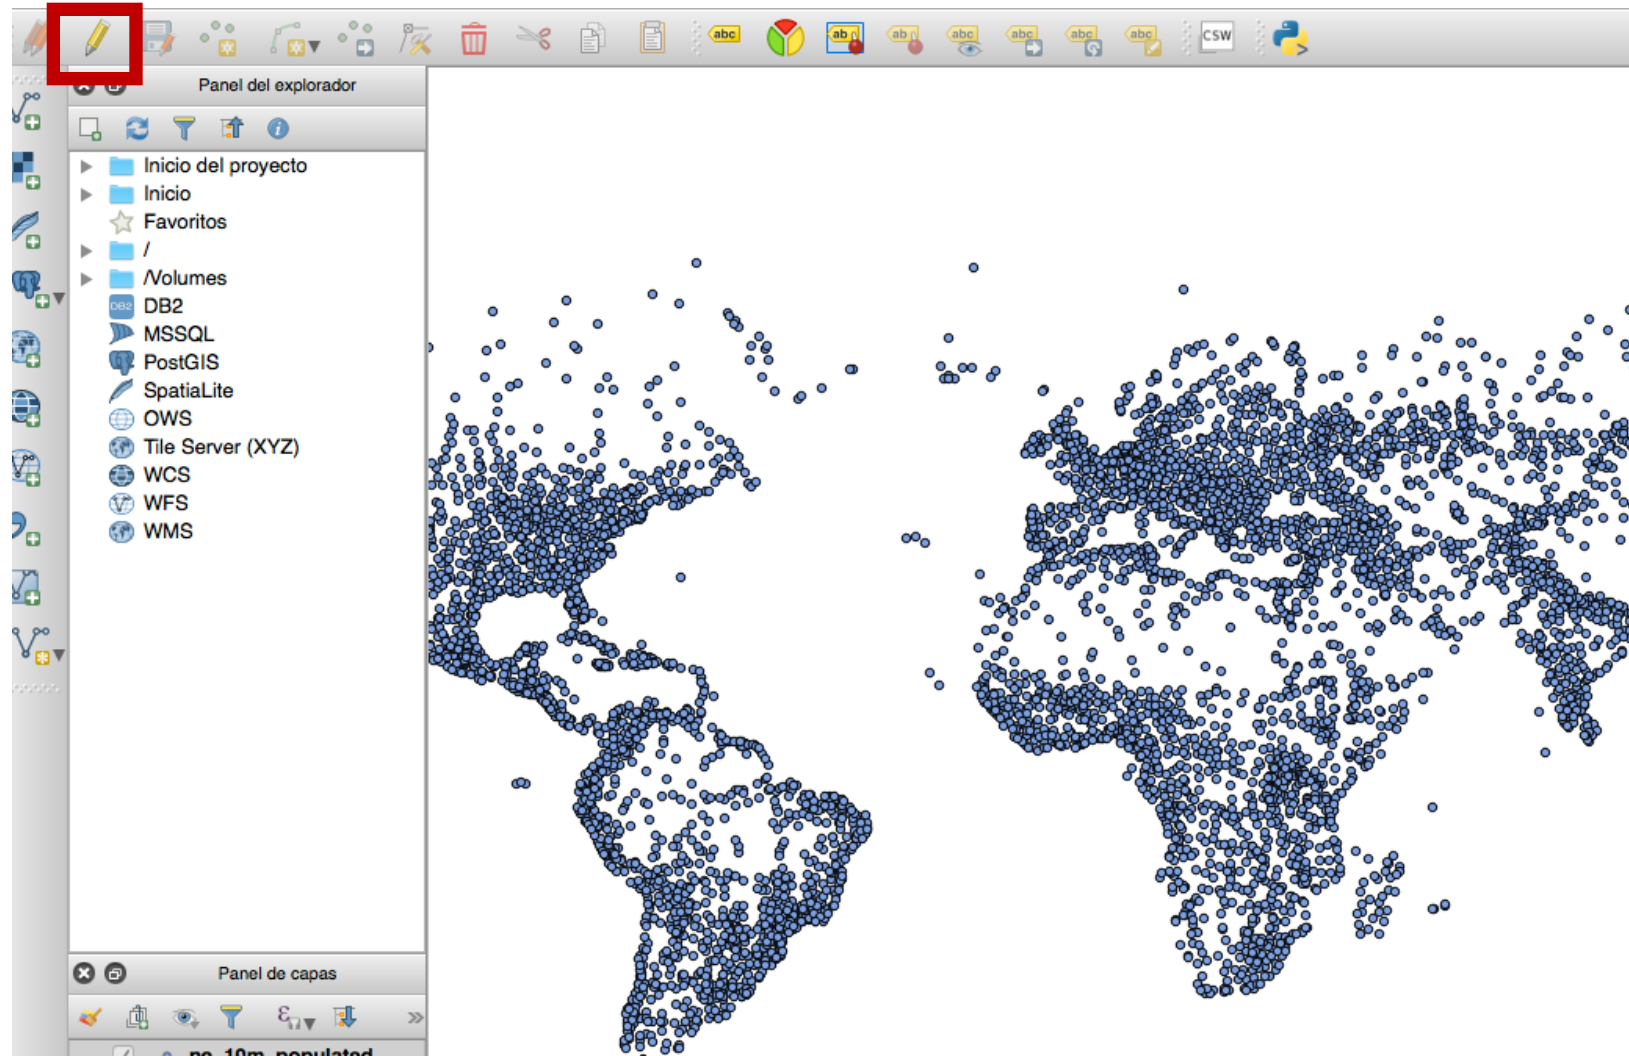 abc
ab
ab
abc
abc
abc
abc
CSW
Panel del explorador
Inicio del proyecto
Inicio
Favoritos
/
/Volumes
DB2
DB2
MSSQL
PostGIS
SpatiaLite
OWS
Tile Server (XYZ)
WCS
WFS
WMS
Panel de capas
ne_10m_populated